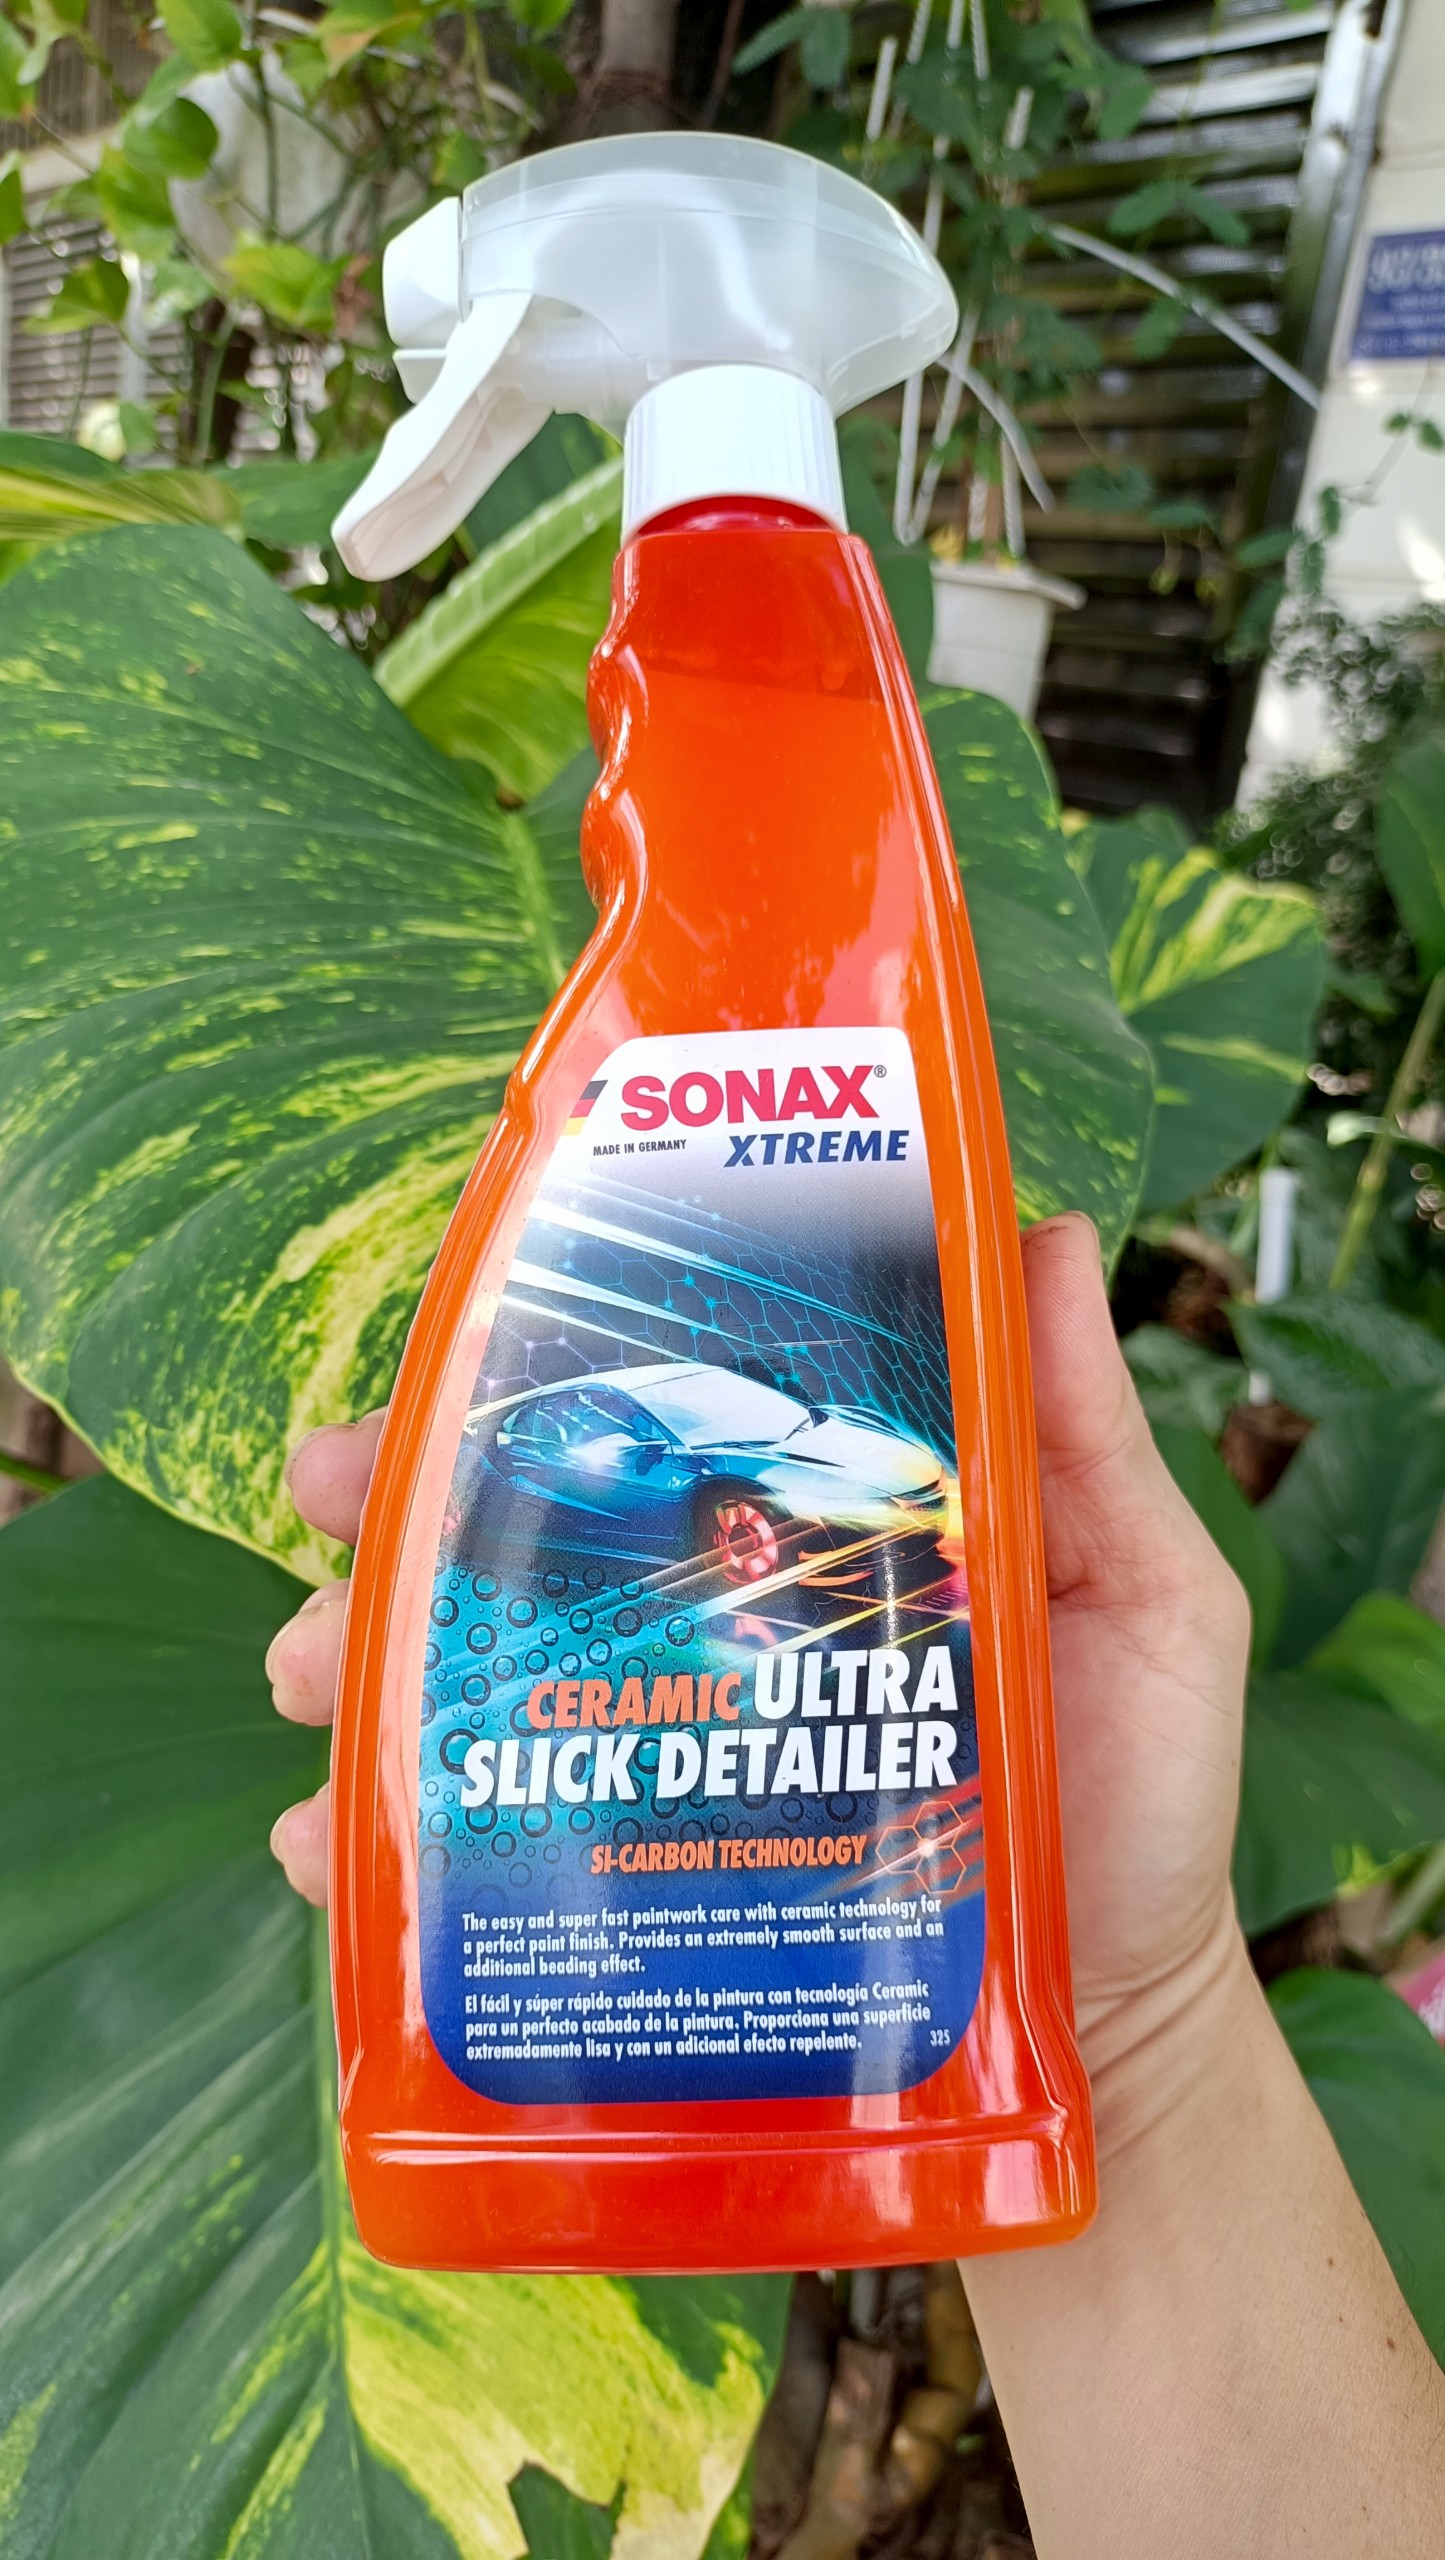 SONAX®
MADE IN GERMANY
XTREME
CERAMIC ULTRA
SLICK DETAILER
SI-CARBON TECHNOLOGY
The easy and super fast paintwork care with ceramic technology for
a perfect paint finish. Provides an extremely smooth surface and an
additional beading effect.
El fácil y súper rápido cuidado de la pintura con tecnología Ceramic
para un perfecto acabado de la pintura. Proporciona una superficie
extremadamente lisa y con un adicional efecto repelente.
325